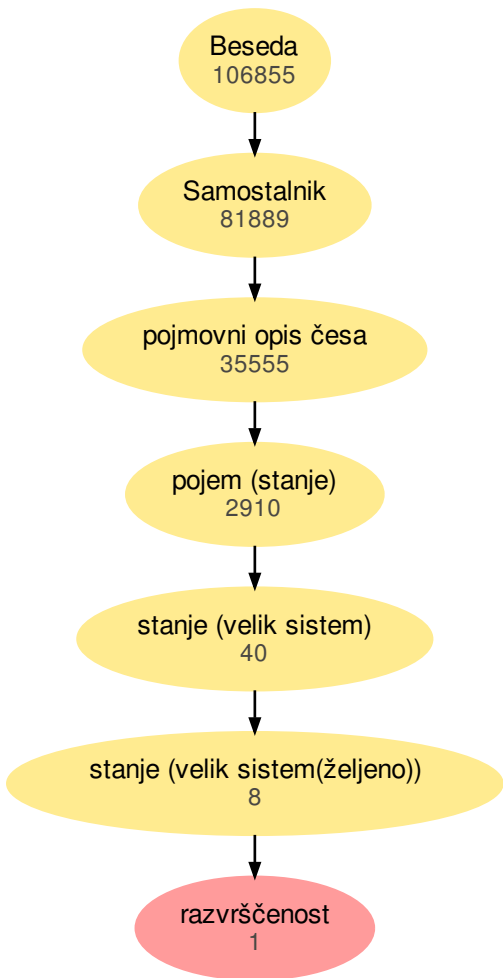 Beseda
106855
Samostalnik
81889
pojmovni opis česa
35555
pojem (stanje)
2910
stanje (velik sistem)
40
stanje (velik sistem(željeno))
8
razvrščenost
1